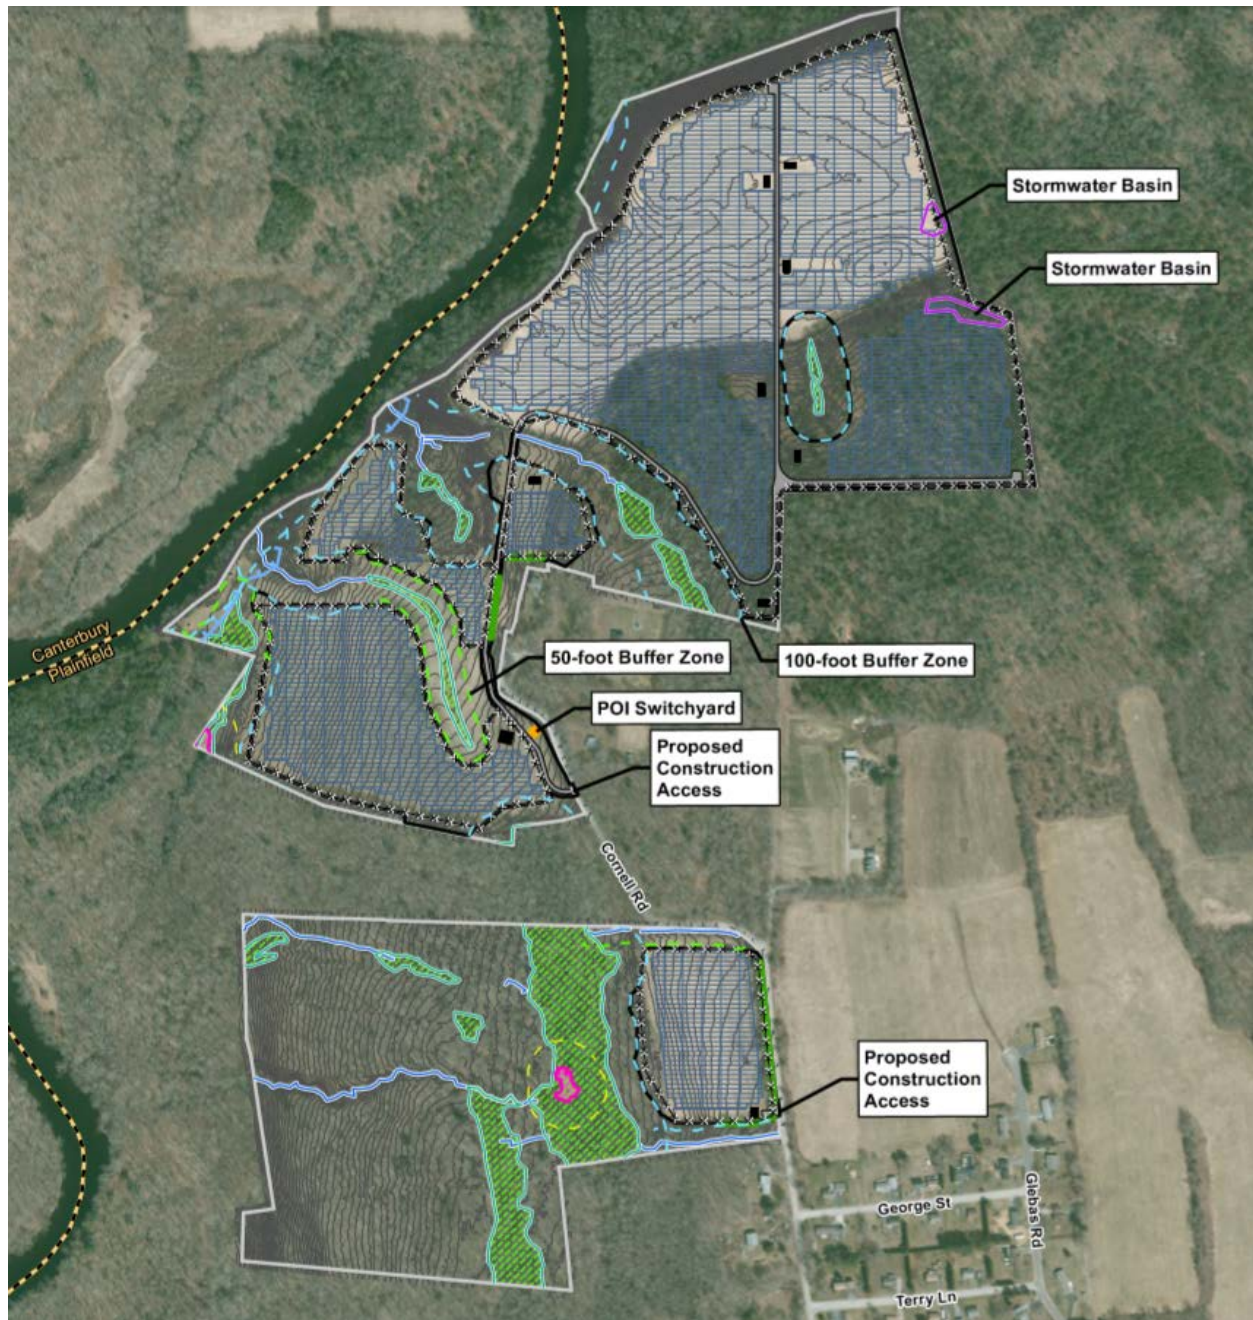 Stormwater Basin
Stormwater Basin
Canterbury
Plainfield
50-foot Buffer Zone
100-foot Buffer Zone
POI Switchyard
Proposed
Construction
Access
Cornell Rd
Proposed
Construction
Access
George St
Glebas Rd
Terry Ln